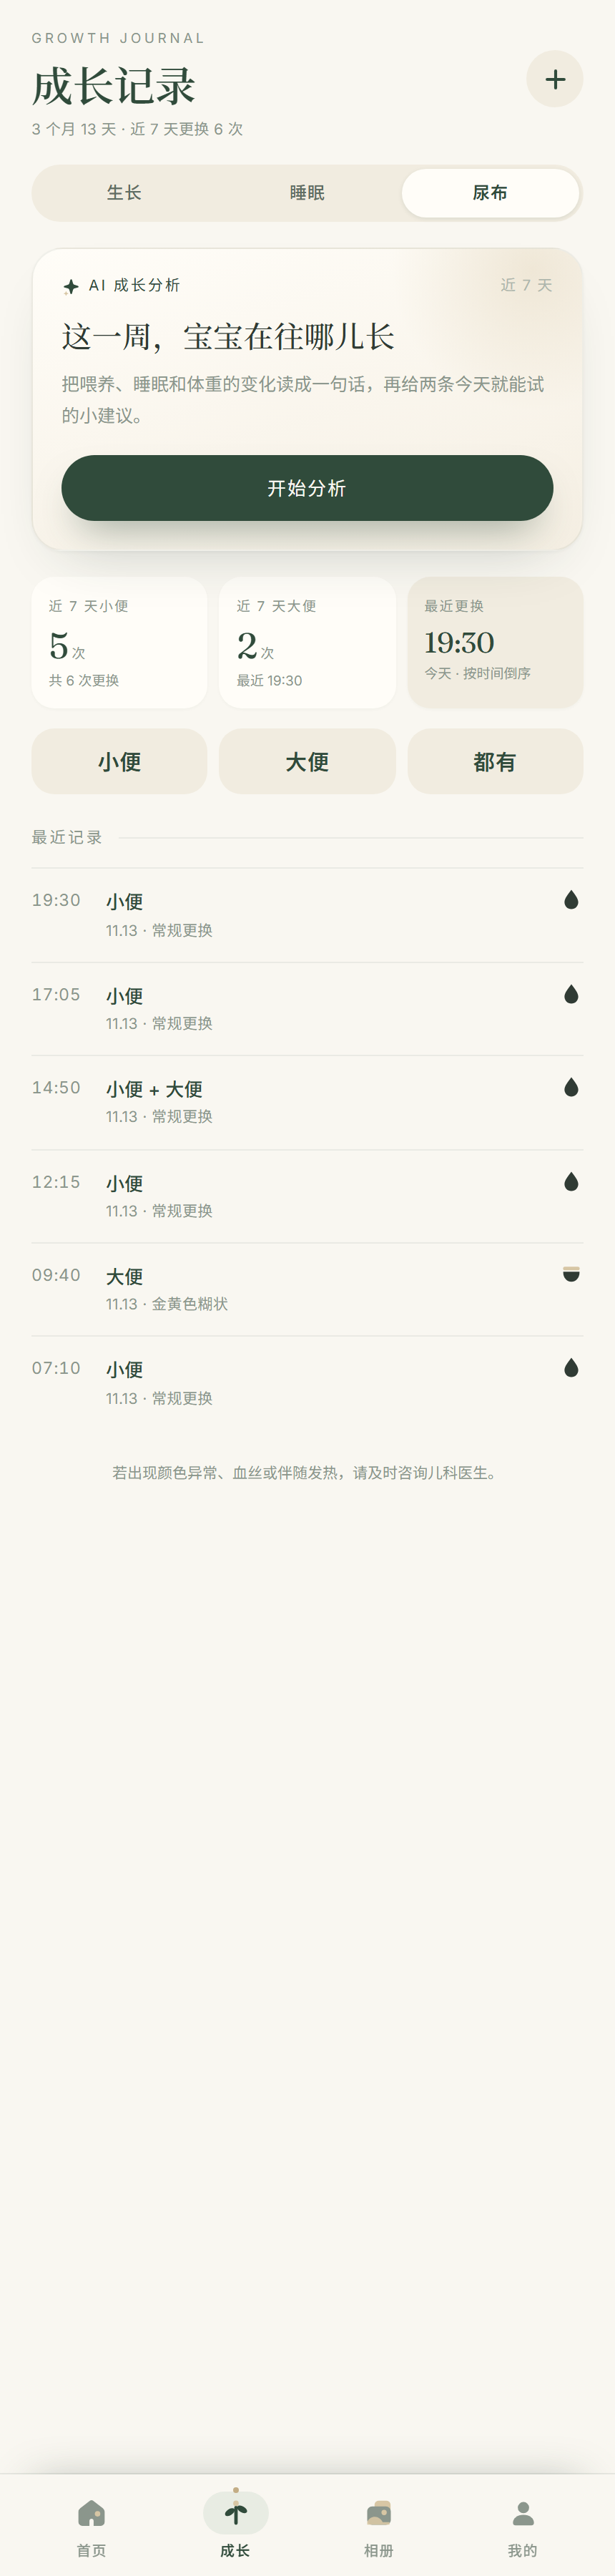 GROWTH JOURNAL
成长记录
3 个月 13 天 · 近 7 天更换 6 次
生长
睡眠
尿布
AI 成长分析
近 7 天
这一周，宝宝在往哪儿长
把喂养、睡眠和体重的变化读成一句话，再给两条今天就能试
的小建议。
开始分析
近 7 天小便
5 次
共 6 次更换
近 7 天大便
2 次
最近 19:30
最近更换
19:30
今天 · 按时间倒序
小便
大便
都有
最近记录
19:30
小便
11.13 · 常规更换
17:05
小便
11.13 · 常规更换
14:50
小便 + 大便
11.13 · 常规更换
12:15
小便
11.13 · 常规更换
09:40
大便
11.13 · 金黄色糊状
07:10
小便
11.13 · 常规更换
若出现颜色异常、血丝或伴随发热，请及时咨询儿科医生。
首页
成长
相册
我的